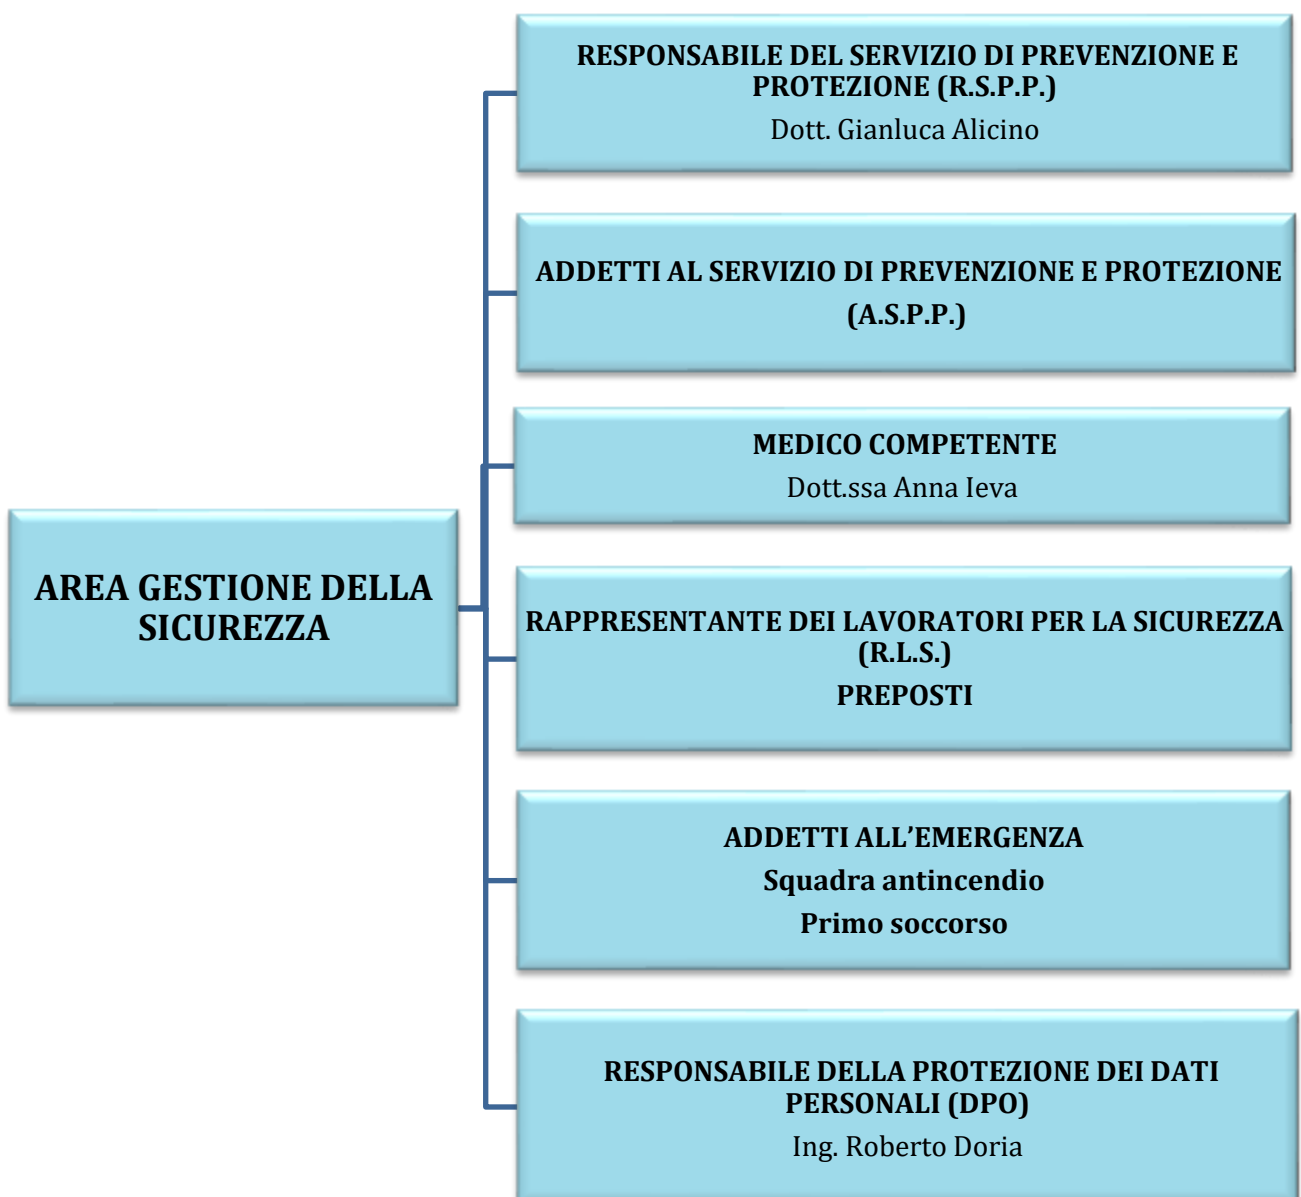 RESPONSABILE DEL SERVIZIO DI PREVENZIONE E
PROTEZIONE (R.S.P.P.)
Dott. Gianluca Alicino
ADDETTI AL SERVIZIO DI PREVENZIONE E PROTEZIONE
(A.S.P.P.)
MEDICO COMPETENTE
Dott.ssa Anna Ieva
AREA GESTIONE DELLA
SICUREZZA
RAPPRESENTANTE DEI LAVORATORI PER LA SICUREZZA
(R.L.S.)
PREPOSTI
ADDETTI ALL’EMERGENZA
Squadra antincendio
Primo soccorso
RESPONSABILE DELLA PROTEZIONE DEI DATI
PERSONALI (DPO)
Ing. Roberto Doria